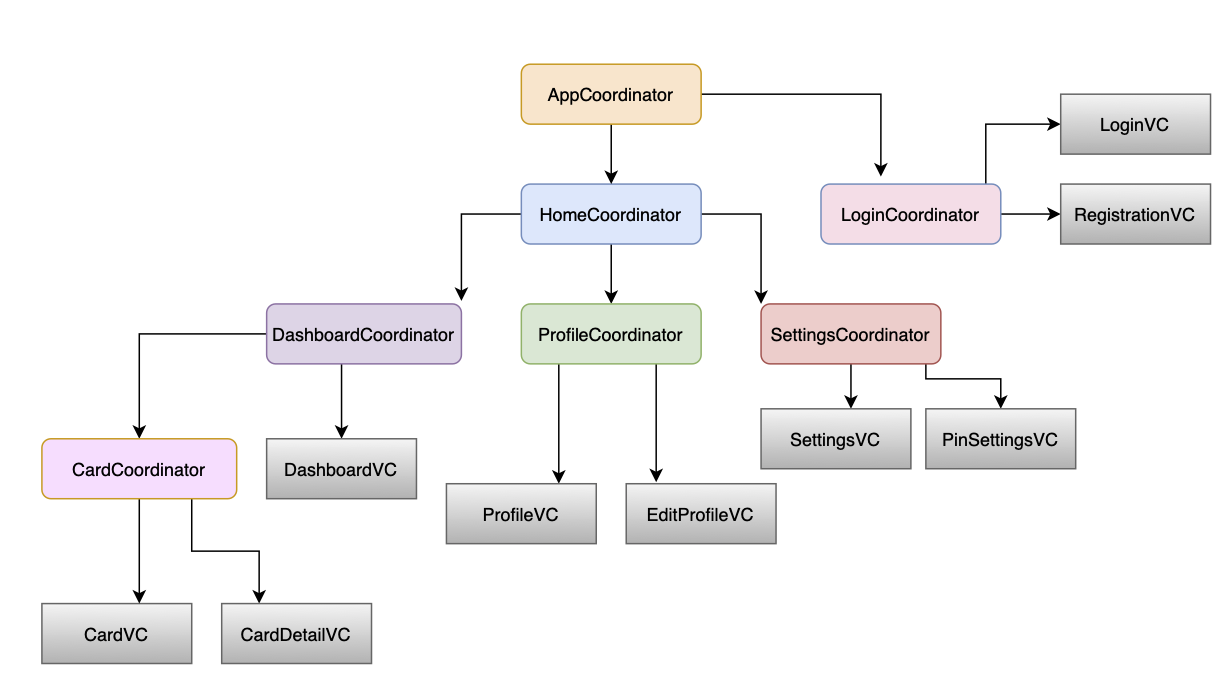 AppCoordinator
LoginVC
HomeCoordinator
LoginCoordinator
RegistrationVC
DashboardCoordinator
ProfileCoordinator
SettingsCoordinator
SettingsVC
PinSettingsVC
CardCoordinator
DashboardVC
ProfileVC
EditProfileVC
CardVC
CardDetailVC